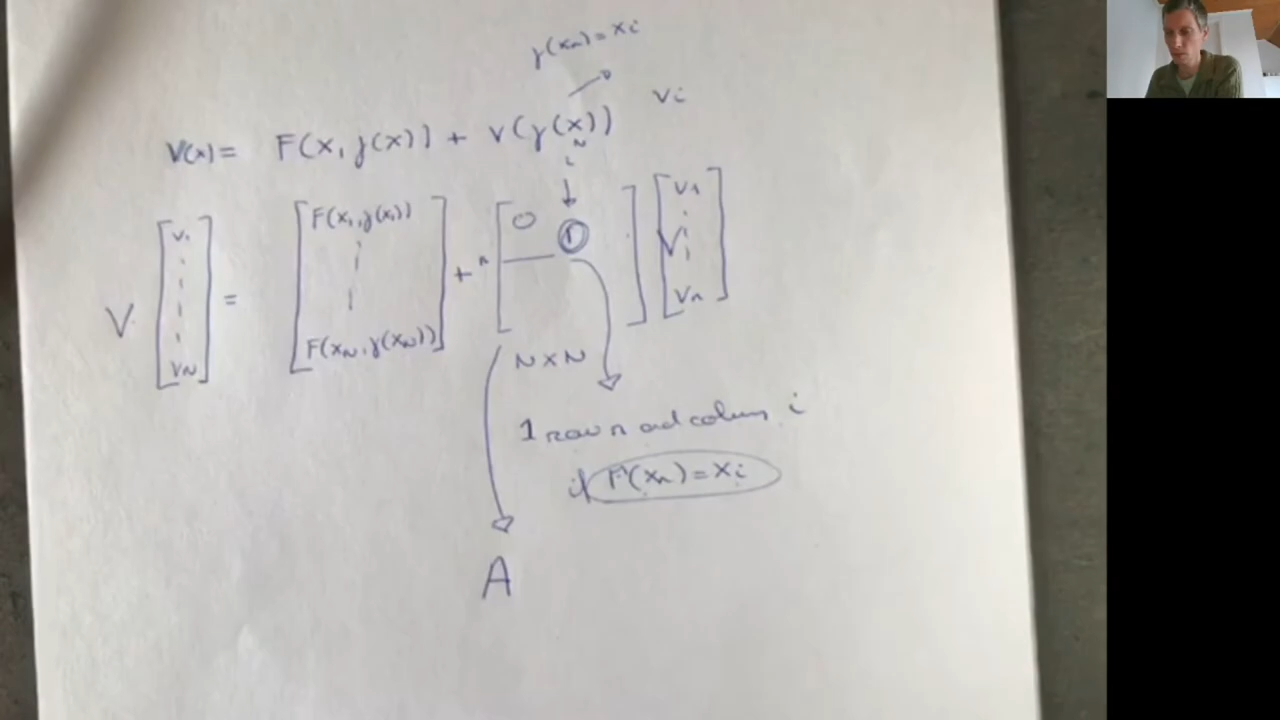 y(xn) = xi
V(x) = F(x, y(x)) + V(y(x)) vi
n i
V [ v1 vN ] = [ F(x1, y(x1)) F(xN, y(xN)) ] + n [ 0 1 ] [ v1 V vn ]
N x N
1 row n and column i
if F(xn) = xi
A